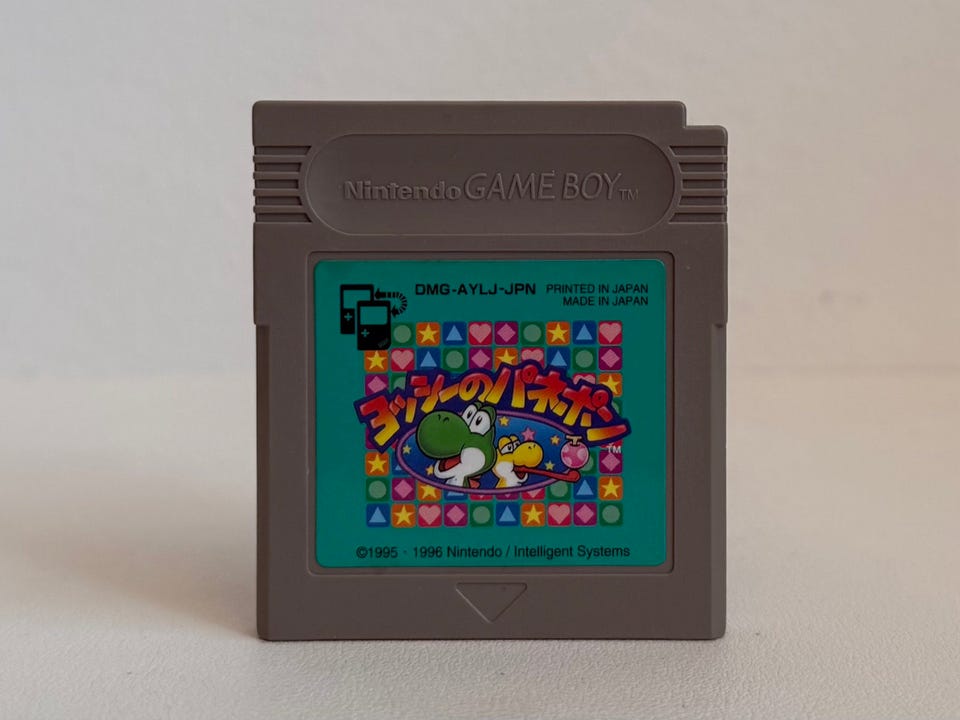 Nintendo GAME BOY TM
DMG-AYLJ-JPN PRINTED IN JAPAN
MADE IN JAPAN
ヨッシーのパネポン
TM
©1995・1996 Nintendo / Intelligent Systems